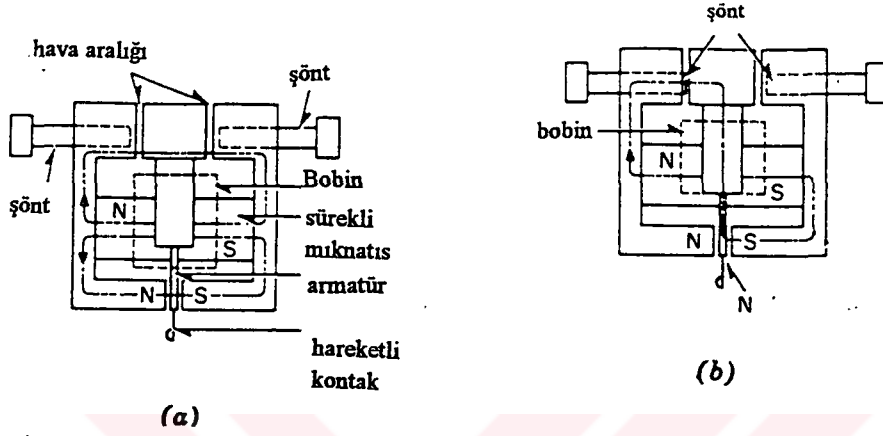 hava aralığı
şönt
şönt
N
Bobin
sürekli
mıknatıs
S
armatür
N
S
hareketli
kontak
(a)
şönt
bobin
N
S
N
S
N
(b)